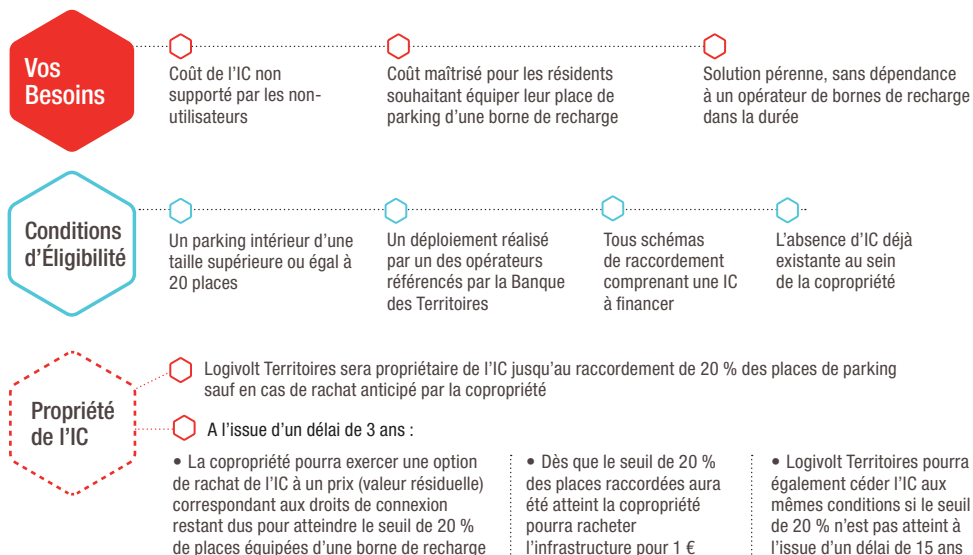 Vos
Besoins
Coût de l'IC non
supporté par les non-
utilisateurs
Coût maîtrisé pour les résidents
souhaitant équiper leur place de
parking d'une borne de recharge
Solution pérenne, sans dépendance
à un opérateur de bornes de recharge
dans la durée
Conditions
d'Éligibilité
Un parking intérieur d'une
taille supérieure ou égal à
20 places
Un déploiement réalisé
par un des opérateurs
référencés par la Banque
des Territoires
Tous schémas
de raccordement
comprenant une IC
à financer
L'absence d'IC déjà
existante au sein
de la copropriété
Propriété
de l'IC
Logivolt Territoires sera propriétaire de l'IC jusqu'au raccordement de 20 % des places de parking
sauf en cas de rachat anticipé par la copropriété
A l'issue d'un délai de 3 ans :
• La copropriété pourra exercer une option
de rachat de l'IC à un prix (valeur résiduelle)
correspondant aux droits de connexion
restant dus pour atteindre le seuil de 20 %
de places équipées d'une borne de recharge
• Dès que le seuil de 20 %
des places raccordées aura
été atteint la copropriété
pourra racheter
l'infrastructure pour 1 €
• Logivolt Territoires pourra
également céder l'IC aux
mêmes conditions si le seuil
de 20 % n'est pas atteint à
l'issue d'un délai de 15 ans